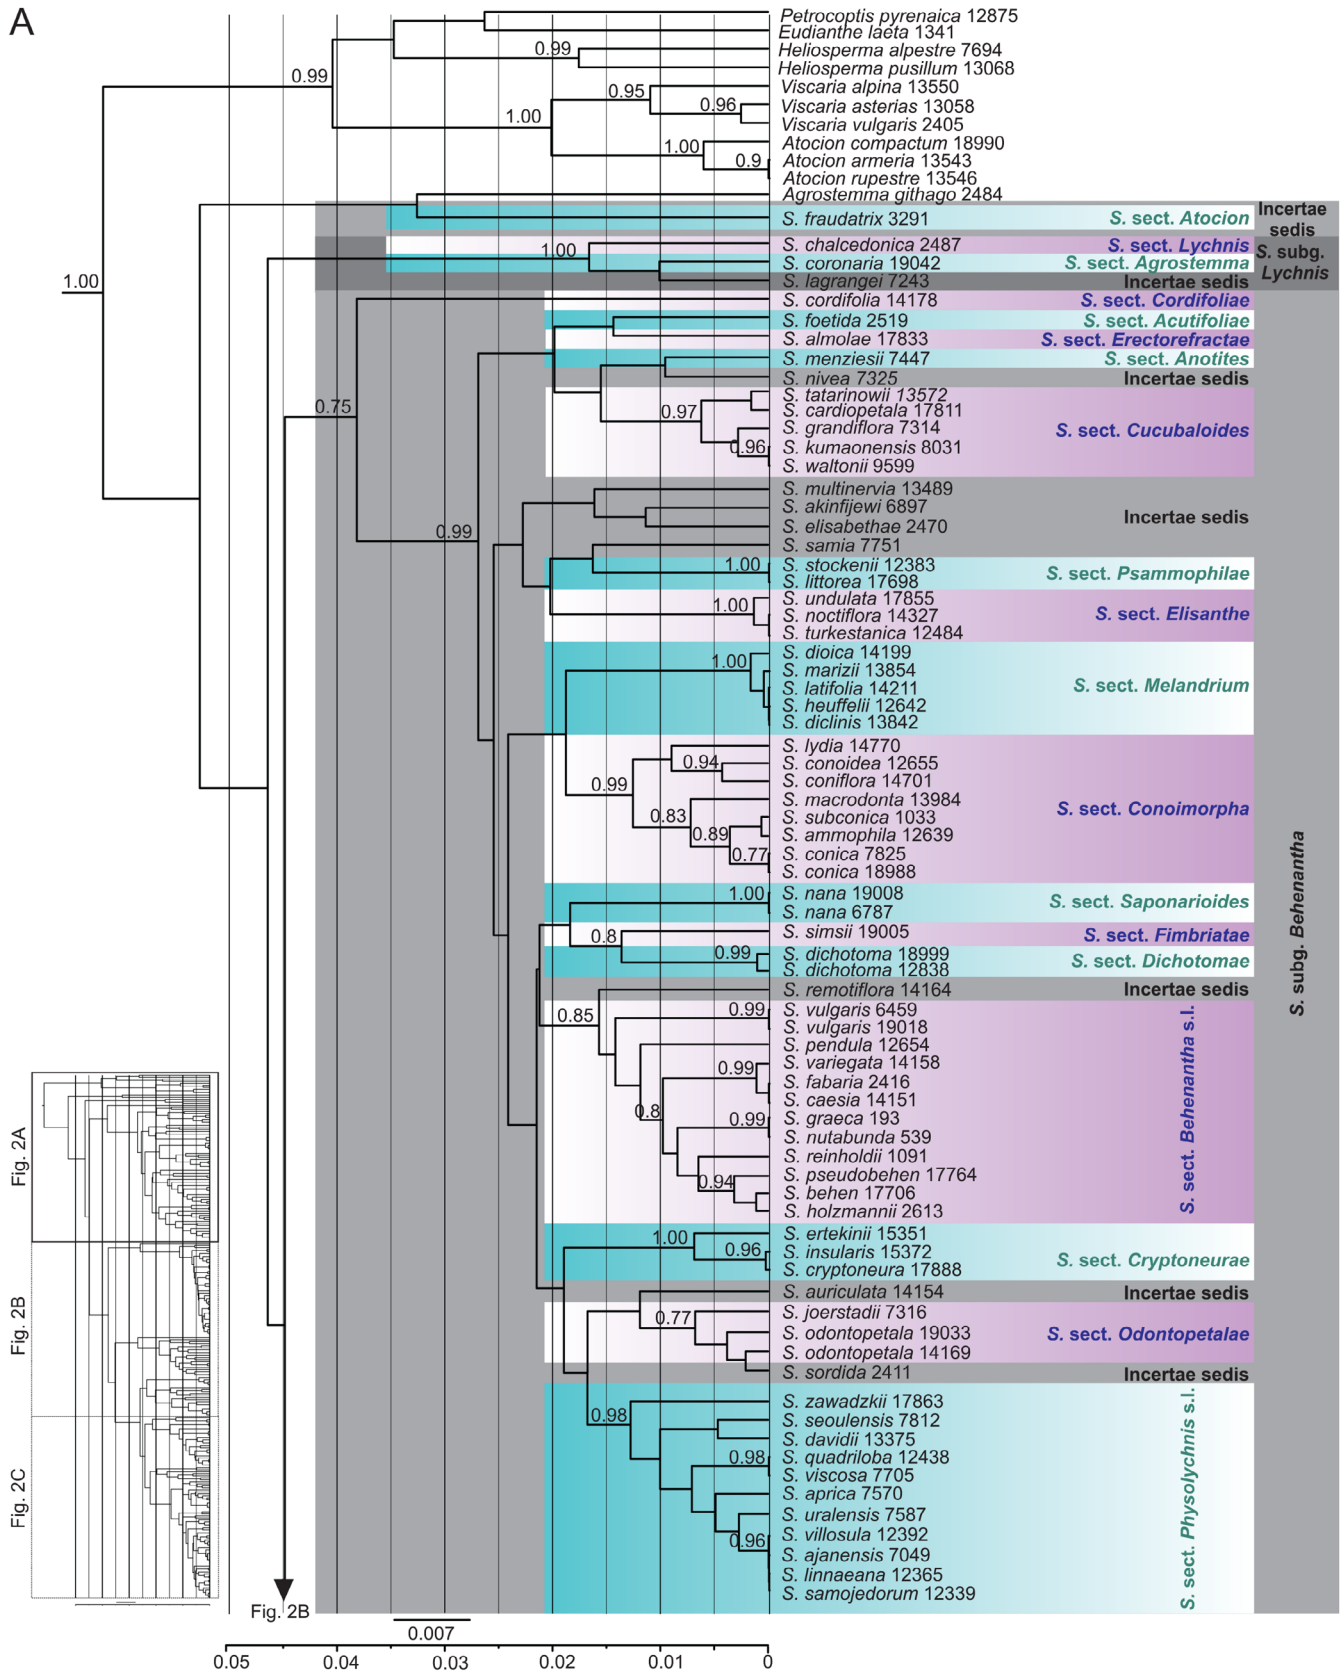 A
Petrocoptis pyrenaica 12875
Eudianthe laeta 1341
Heliosperma alpestre 7694
0.99
Heliosperma pusillum 13068
0.99
Viscaria alpina 13550
0.95
Viscaria asterias 13058
0.96
Viscaria vulgaris 2405
1.00
Atocion compactum 18990
1.00
Atocion armeria 13543
0.9
Atocion rupestre 13546
Agrostemma githago 2484
S. fraudatrix 3291 S. sect. Atocion
Incertae
sedis
S. chalcedonica 2487 S. sect. Lychnis
1.00
S. coronaria 19042 S. sect. Agrostemma
S. subg.
Lychnis
S. lagrangei 7243 Incertae sedis
1.00
S. cordifolia 14178 S. sect. Cordifoliae
S. foetida 2519 S. sect. Acutifoliae
S. almolae 17833 S. sect. Erectorefractae
S. menziesii 7447 S. sect. Anotites
S. nivea 7325 Incertae sedis
S. tatarinowii 13572
0.75
0.97
S. cardiopetala 17811
S. grandiflora 7314 S. sect. Cucubaloides
0.96
S. kumaonensis 8031
S. waltonii 9599
S. multinervia 13489
S. akinfijewi 6897
Incertae sedis
S. elisabethae 2470
0.99
S. samia 7751
S. stockenii 12383
1.00
S. sect. Psammophilae
S. littorea 17698
S. undulata 17855
1.00
S. noctiflora 14327 S. sect. Elisanthe
S. turkestanica 12484
S. dioica 14199
1.00
S. marizii 13854
S. latifolia 14211 S. sect. Melandrium
S. heuffelii 12642
S. diclinis 13842
S. lydia 14770
0.94
S. conoidea 12655
S. coniflora 14701
0.99
S. macrodonta 13984
0.83
S. subconica 1033 S. sect. Conoimorpha
0.89
S. ammophila 12639
0.77
S. conica 7825
S. conica 18988
S. subg. Behenantha
1.00
S. nana 19008
S. sect. Saponarioides
S. nana 6787
0.8
S. simsii 19005 S. sect. Fimbriatae
0.99
S. dichotoma 18999
S. sect. Dichotomae
S. dichotoma 12838
S. remotiflora 14164 Incertae sedis
0.85
0.99
S. vulgaris 6459
S. vulgaris 19018
S. pendula 12654
S. variegata 14158
0.99
S. fabaria 2416
S. caesia 14151
0.8
S. sect. Behenantha s.l.
0.99
S. graeca 193
S. nutabunda 539
S. reinholdii 1091
0.94
S. pseudobehen 17764
S. behen 17706
S. holzmannii 2613
S. ertekinii 15351
1.00
0.96
S. insularis 15372
S. sect. Cryptoneurae
S. cryptoneura 17888
S. auriculata 14154 Incertae sedis
0.77
S. joerstadii 7316
S. odontopetala 19033 S. sect. Odontopetalae
S. odontopetala 14169
S. sordida 2411 Incertae sedis
S. zawadzkii 17863
0.98
S. seoulensis 7812
S. davidii 13375
0.98
S. quadriloba 12438
S. viscosa 7705
S. aprica 7570
S. sect. Physolychnis s.l.
S. uralensis 7587
0.96
S. villosula 12392
S. ajanensis 7049
S. linnaeana 12365
S. samojedorum 12339
Fig. 2A
Fig. 2B
Fig. 2C
Fig. 2B
0.007
0.05 0.04 0.03 0.02 0.01 0